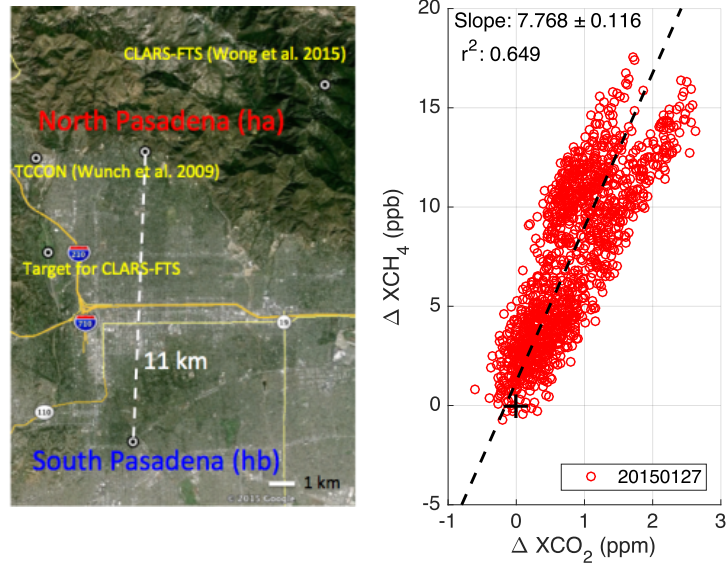 CLARS-FTS (Wong et al. 2015)
North Pasadena (ha)
TCCON (Wunch et al. 2009)
210
Target for CLARS-FTS
710
19
11 km
110
South Pasadena (hb)
1 km
© 2015 Google
Slope: 7.768 ± 0.116
r²: 0.649
20
15
10
5
0
-5
Δ XCH₄ (ppb)
20150127
-1
0
1
2
3
Δ XCO₂ (ppm)